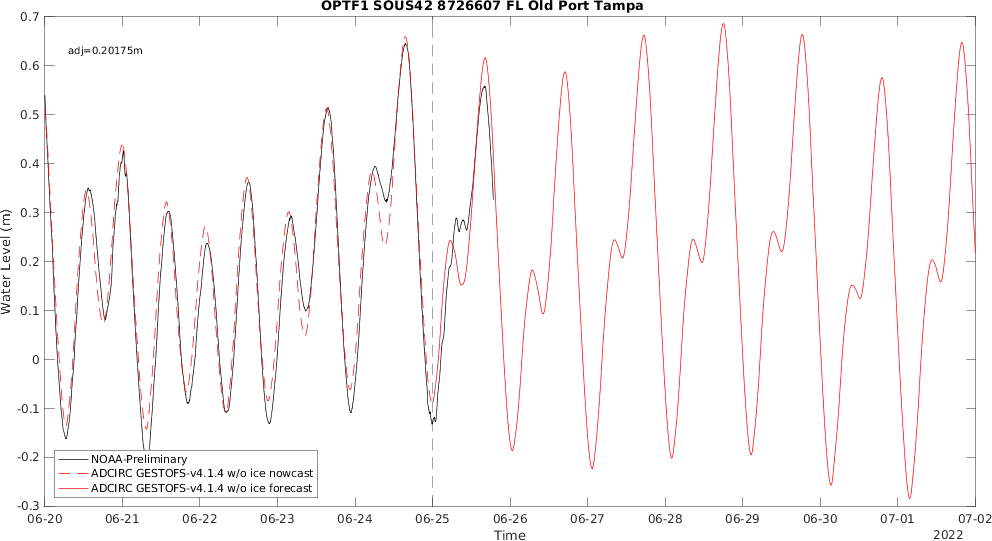 OPTF1 SOUS42 8726607 FL Old Port Tampa
adj=0.20175m
Water Level (m)
0.7
0.6
0.5
0.4
0.3
0.2
0.1
0
-0.1
-0.2
-0.3
NOAA-Preliminary
ADCIRC GESTOFS-v4.1.4 w/o ice nowcast
ADCIRC GESTOFS-v4.1.4 w/o ice forecast
06-20 06-21 06-22 06-23 06-24 06-25 06-26 06-27 06-28 06-29 06-30 07-01 07-02
Time
2022